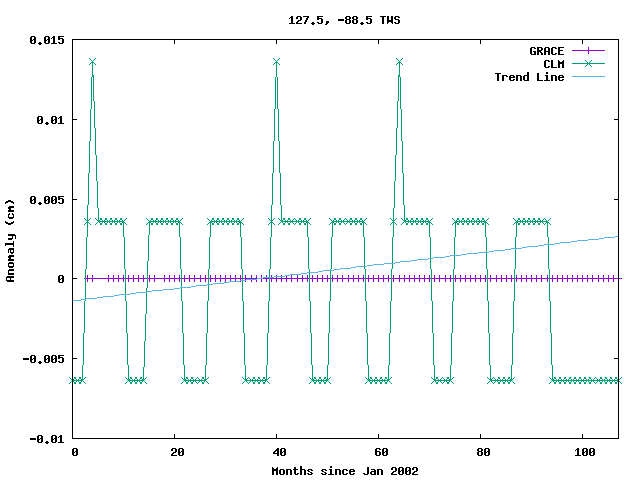 127.5, -88.5 TWS
GRACE
CLM
Trend Line
0.015
0.01
0.005
0
-0.005
-0.01
Anomaly (cm)
0 20 40 60 80 100
Months since Jan 2002